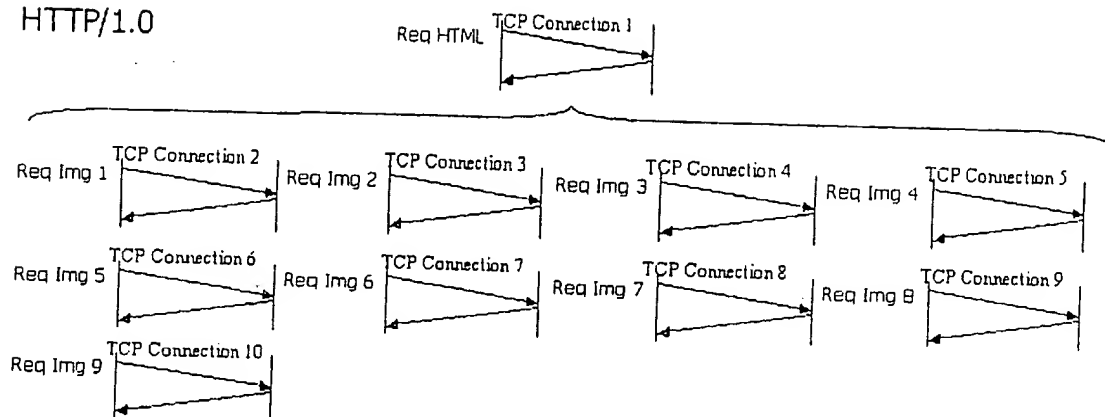 HTTP/1.0
Req HTML TCP Connection 1
Req Img 1 TCP Connection 2 Req Img 2 TCP Connection 3 Req Img 3 TCP Connection 4 Req Img 4 TCP Connection 5
Req Img 5 TCP Connection 6 Req Img 6 TCP Connection 7 Req Img 7 TCP Connection 8 Req Img 8 TCP Connection 9
Req Img 9 TCP Connection 10